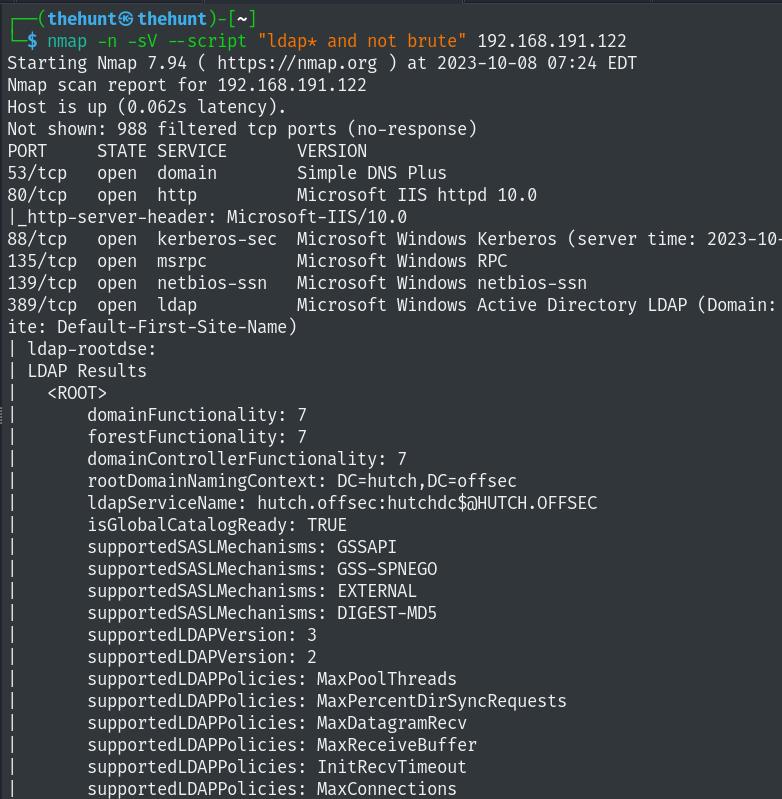 ┌──(thehunt㉿thehunt)-[~]
└─$ nmap -n -sV --script "ldap* and not brute" 192.168.191.122
Starting Nmap 7.94 ( https://nmap.org ) at 2023-10-08 07:24 EDT
Nmap scan report for 192.168.191.122
Host is up (0.062s latency).
Not shown: 988 filtered tcp ports (no-response)
PORT     STATE SERVICE       VERSION
53/tcp   open  domain        Simple DNS Plus
80/tcp   open  http          Microsoft IIS httpd 10.0
|_http-server-header: Microsoft-IIS/10.0
88/tcp   open  kerberos-sec  Microsoft Windows Kerberos (server time: 2023-10-
135/tcp  open  msrpc         Microsoft Windows RPC
139/tcp  open  netbios-ssn   Microsoft Windows netbios-ssn
389/tcp  open  ldap          Microsoft Windows Active Directory LDAP (Domain:
ite: Default-First-Site-Name)
| ldap-rootdse:
| LDAP Results
|   <ROOT>
|       domainFunctionality: 7
|       forestFunctionality: 7
|       domainControllerFunctionality: 7
|       rootDomainNamingContext: DC=hutch,DC=offsec
|       ldapServiceName: hutch.offsec:hutchdc$@HUTCH.OFFSEC
|       isGlobalCatalogReady: TRUE
|       supportedSASLMechanisms: GSSAPI
|       supportedSASLMechanisms: GSS-SPNEGO
|       supportedSASLMechanisms: EXTERNAL
|       supportedSASLMechanisms: DIGEST-MD5
|       supportedLDAPVersion: 3
|       supportedLDAPVersion: 2
|       supportedLDAPPolicies: MaxPoolThreads
|       supportedLDAPPolicies: MaxPercentDirSyncRequests
|       supportedLDAPPolicies: MaxDatagramRecv
|       supportedLDAPPolicies: MaxReceiveBuffer
|       supportedLDAPPolicies: InitRecvTimeout
|       supportedLDAPPolicies: MaxConnections